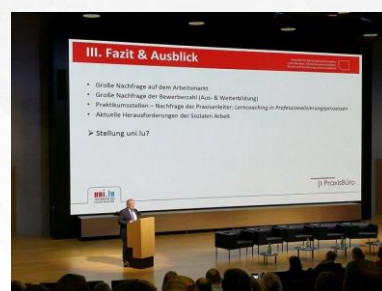 III. Fazit & Ausblick
• Große Nachfrage auf dem Arbeitsmarkt
• Große Nachfrage der Bewerberzahl (Aus- & Weiterbildung)
• Praktikumsstellen – Nachfrage der Praxisanleiter: Lerncoaching in Professionalisierungsprozessen
• Aktuelle Herausforderungen der Sozialen Arbeit
➢ Stellung uni.lu?
uni.lu
PraxisBüro